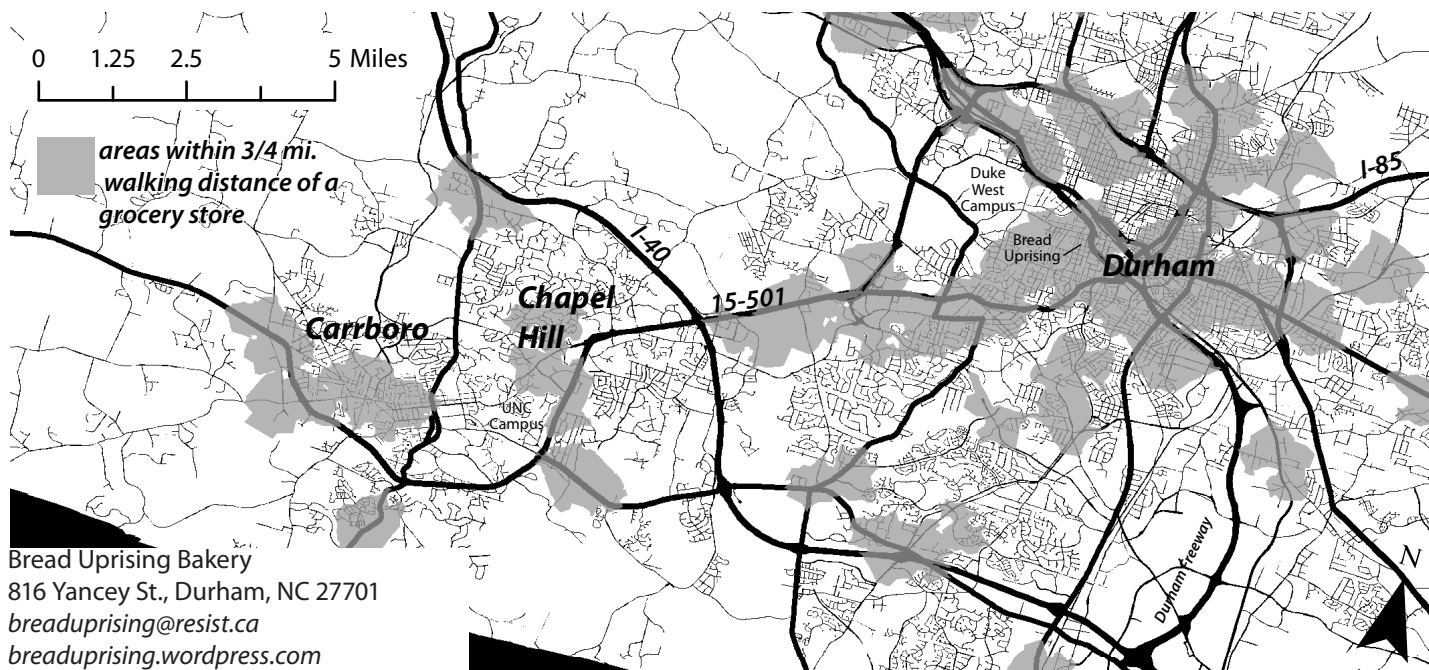 0 1.25 2.5 5 Miles
areas within 3/4 mi.
walking distance of a
grocery store
I-85
Duke
West
Campus
Bread
Uprising
Durham
I-40
15-501
Chapel
Hill
Carrboro
UNC
Campus
Durham Freeway
N
Bread Uprising Bakery
816 Yancey St., Durham, NC 27701
breaduprising@resist.ca
breaduprising.wordpress.com